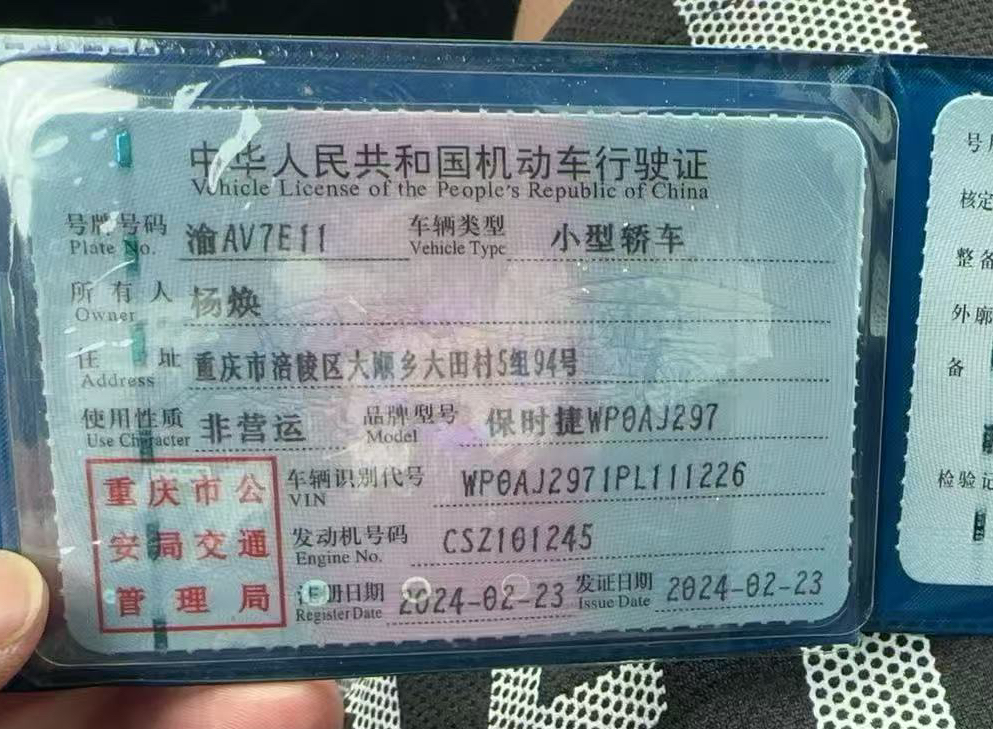 中华人民共和国机动车行驶证
Vehicle License of the People's Republic of China
号牌号码 渝AV7E11 车辆类型 小型轿车
Plate No. Vehicle Type
所有人 杨焕
Owner
住址 重庆市涪陵区大顺乡大田村5组94号
Address
使用性质 非营运 品牌型号 保时捷WP0AJ297
Use Character Model
重庆市公
安局交通
管理局
车辆识别代号 WP0AJ2971PL111226
VIN
发动机号码 CSZ101245
Engine No.
注册日期 2024-02-23 发证日期 2024-02-23
Register Date Issue Date
号
核定
整备
外廓
备
检验记